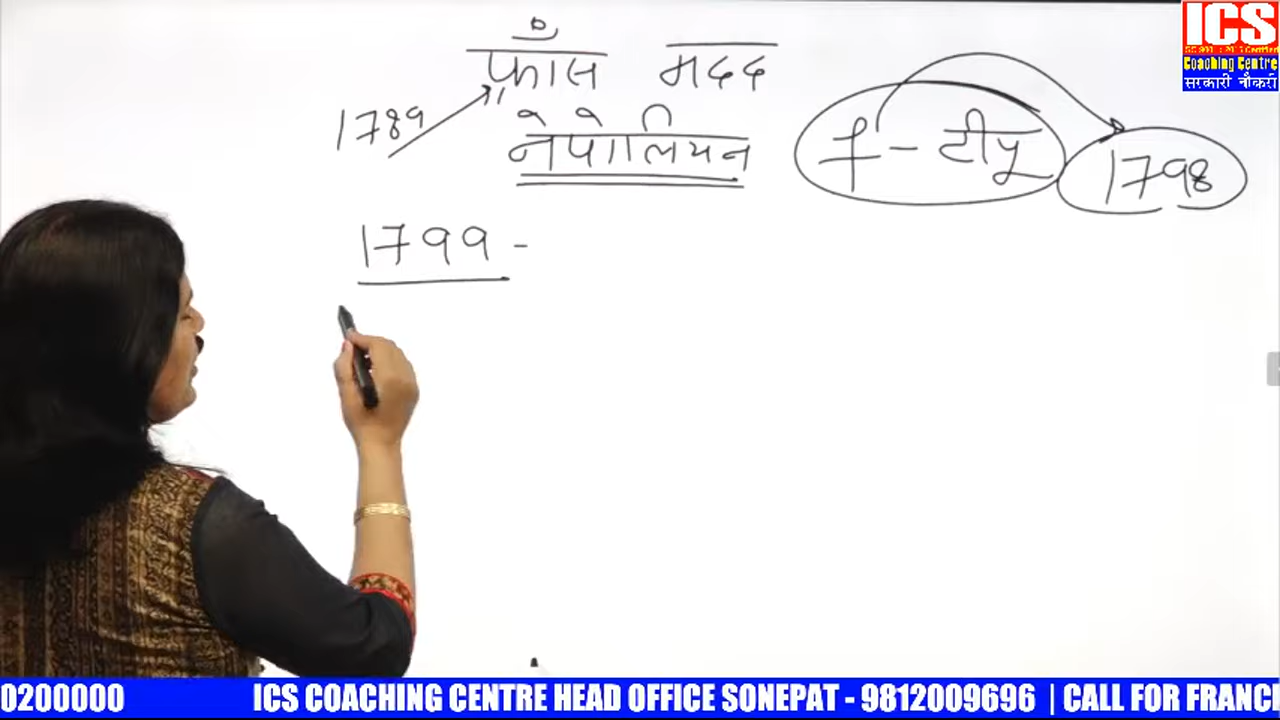 फ्राँस मदद
1789
नेपोलियन
फ - टीपू
1798
1799 -
ICS
Coaching Centre
सरकारी नौकरी
0200000 ICS COACHING CENTRE HEAD OFFICE SONEPAT - 9812009696 | CALL FOR FRANC